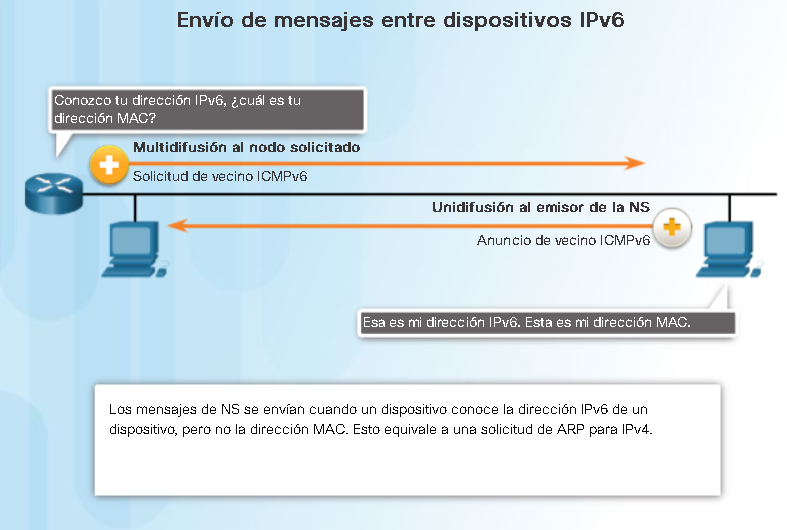 Envío de mensajes entre dispositivos IPv6
Conozco tu dirección IPv6, ¿cuál es tu
dirección MAC?
Multidifusión al nodo solicitado
Solicitud de vecino ICMPv6
Unidifusión al emisor de la NS
Anuncio de vecino ICMPv6
Esa es mi dirección IPv6. Esta es mi dirección MAC.
Los mensajes de NS se envían cuando un dispositivo conoce la dirección IPv6 de un
dispositivo, pero no la dirección MAC. Esto equivale a una solicitud de ARP para IPv4.